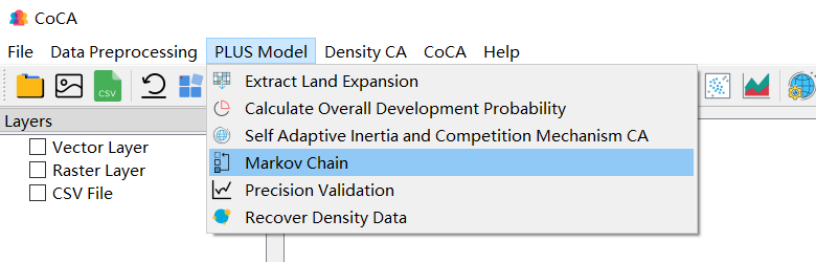 CoCA
File Data Preprocessing PLUS Model Density CA CoCA Help
CSV
Extract Land Expansion
Calculate Overall Development Probability
Self Adaptive Inertia and Competition Mechanism CA
Markov Chain
Precision Validation
Recover Density Data
Layers
Vector Layer
Raster Layer
CSV File